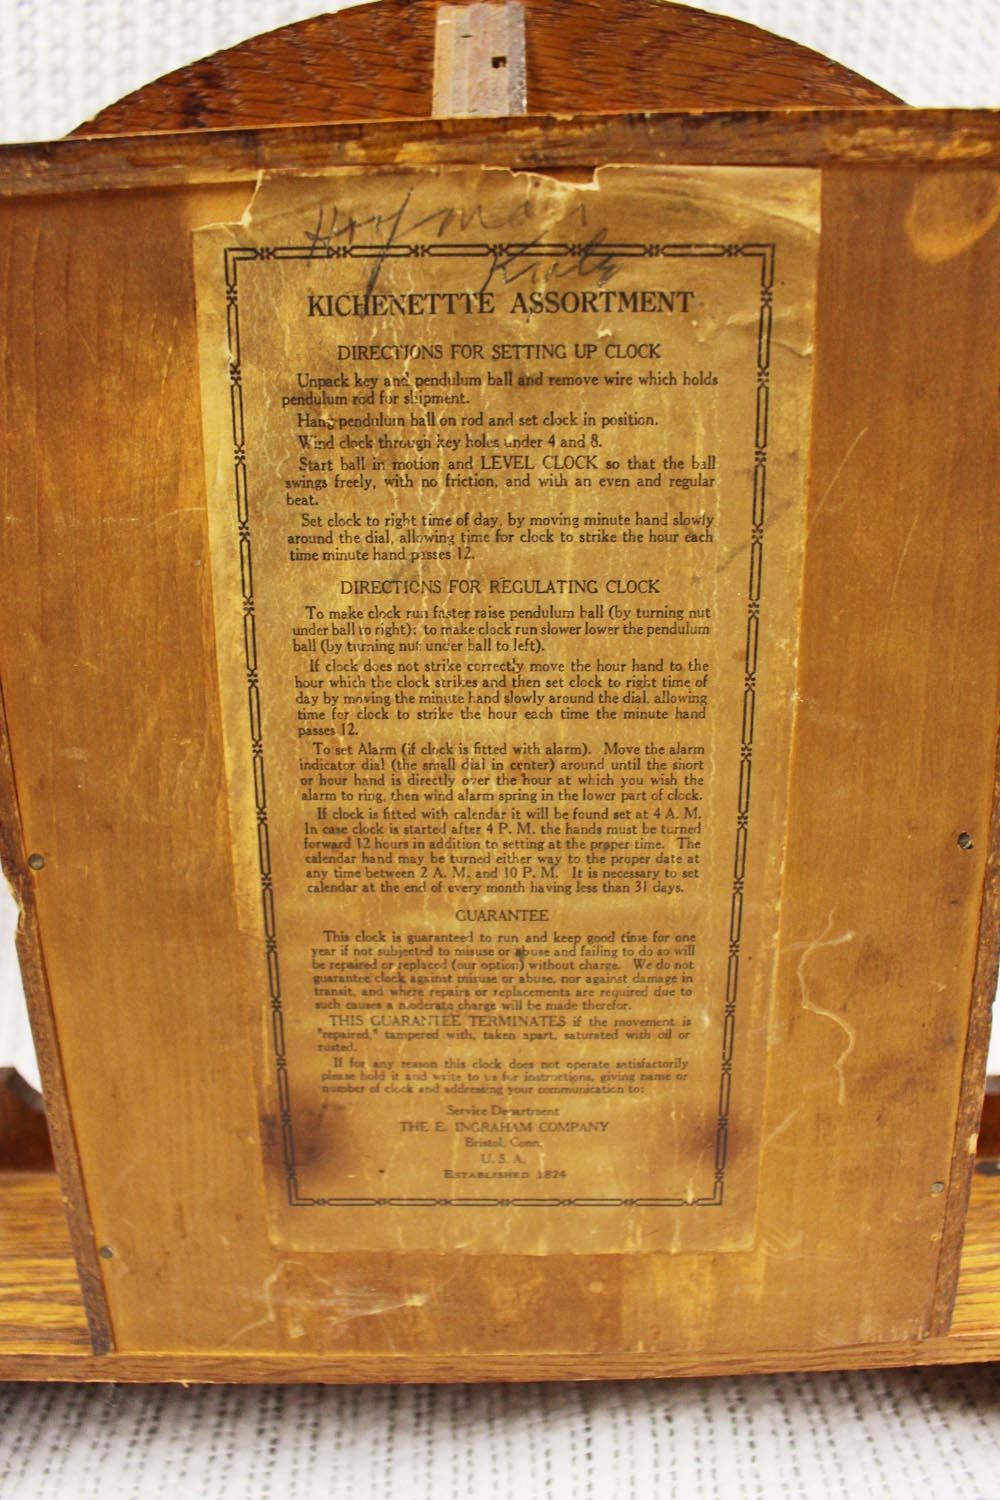 Hoffman
KICHENETTTE ASSORTMENT
DIRECTIONS FOR SETTING UP CLOCK
Unpack key and pendulum ball and remove wire which holds
pendulum rod for shipment.
Hang pendulum ball on rod and set clock in position.
Wind clock through key holes under 4 and 8.
Start ball in motion and LEVEL CLOCK so that the ball
swings freely, with no friction, and with an even and regular
beat.
Set clock to right time of day, by moving minute hand slowly
around the dial, allowing time for clock to strike the hour each
time minute hand passes 12.
DIRECTIONS FOR REGULATING CLOCK
To make clock run faster raise pendulum ball (by turning nut
under ball to right); to make clock run slower lower the pendulum
ball (by turning nut under ball to left).
If clock does not strike correctly move the hour hand to the
hour which the clock strikes and then set clock to right time of
day by moving the minute hand slowly around the dial, allowing
time for clock to strike the hour each time the minute hand
passes 12.
To set Alarm (if clock is fitted with alarm). Move the alarm
indicator dial (the small dial in center) around until the short
or hour hand is directly over the hour at which you wish the
alarm to ring, then wind alarm spring in the lower part of clock.
If clock is fitted with calendar it will be found set at 4 A. M.
In case clock is started after 4 P. M. the hands must be turned
forward 12 hours in addition to setting at the proper time. The
calendar hand may be turned either way to the proper date at
any time between 2 A. M. and 10 P. M. It is necessary to set
calendar at the end of every month having less than 31 days.
GUARANTEE
This clock is guaranteed to run and keep good time for one
year if not subjected to misuse or abuse and failing to do so will
be repaired or replaced (our option) without charge. We do not
guarantee clock against misuse or abuse, nor against damage in
transit, and where repairs or replacements are required due to
such causes a moderate charge will be made therefor.
THIS GUARANTEE TERMINATES if the movement is
"repaired," tampered with, taken apart, saturated with oil or
rusted.
If for any reason this clock does not operate satisfactorily
please hold it and write to us for instructions, giving name or
number of clock and addressing your communication to:
Service Department
THE E. INGRAHAM COMPANY
Bristol, Conn.
U. S. A.
ESTABLISHED 1824